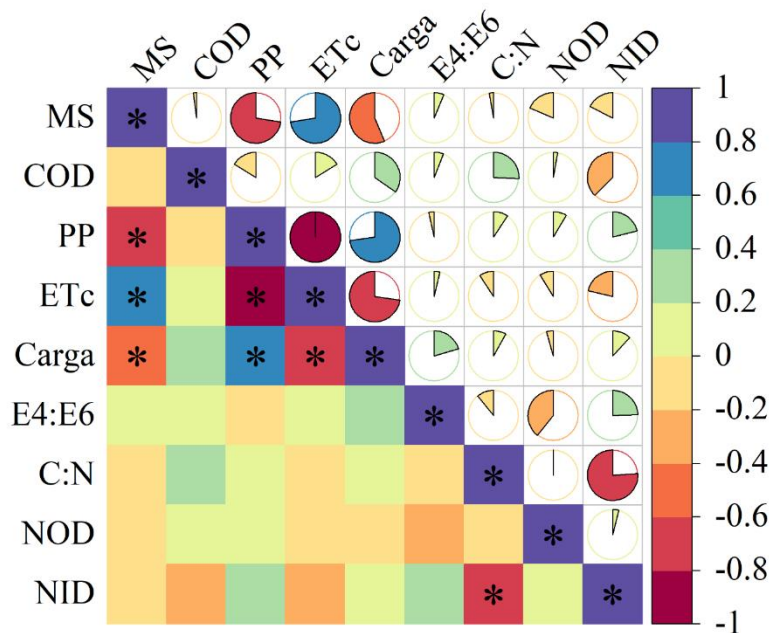 MS COD PP ETc Carga E4:E6 C:N NOD NID
MS
COD
PP
ETc
Carga
E4:E6
C:N
NOD
NID
* 
*
* *
* * *
* * * *
*
*
*
* *
1
0.8
0.6
0.4
0.2
0
-0.2
-0.4
-0.6
-0.8
-1